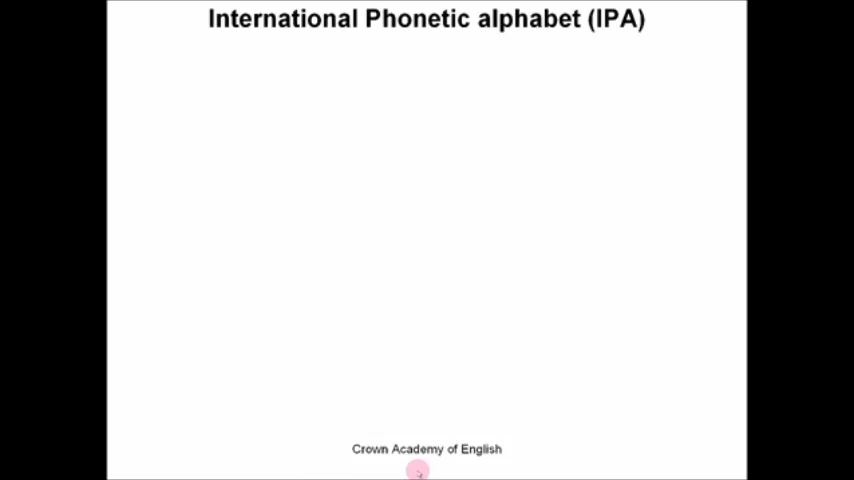 International Phonetic alphabet (IPA)
Crown Academy of English